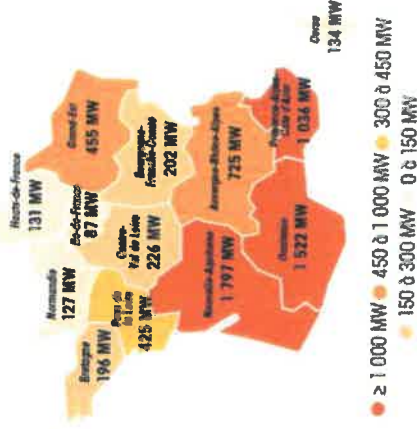 Hauts-de-France
131 MW
Normandie
127 MW
Ile-de-France
87 MW
Grand-Est
455 MW
Bretagne
196 MW
Pays de
la Loire
425 MW
Centre-
Val de Loire
226 MW
Bourgogne-
Franche-Comté
202 MW
Nouvelle-Aquitaine
1 797 MW
Auvergne-Rhône-Alpes
725 MW
Occitanie
1 522 MW
Provence-Alpes-
Côte d'Azur
1 036 MW
Corse
134 MW
≥ 1 000 MW 450 à 1 000 MW 300 à 450 MW
150 à 300 MW 0 à 150 MW